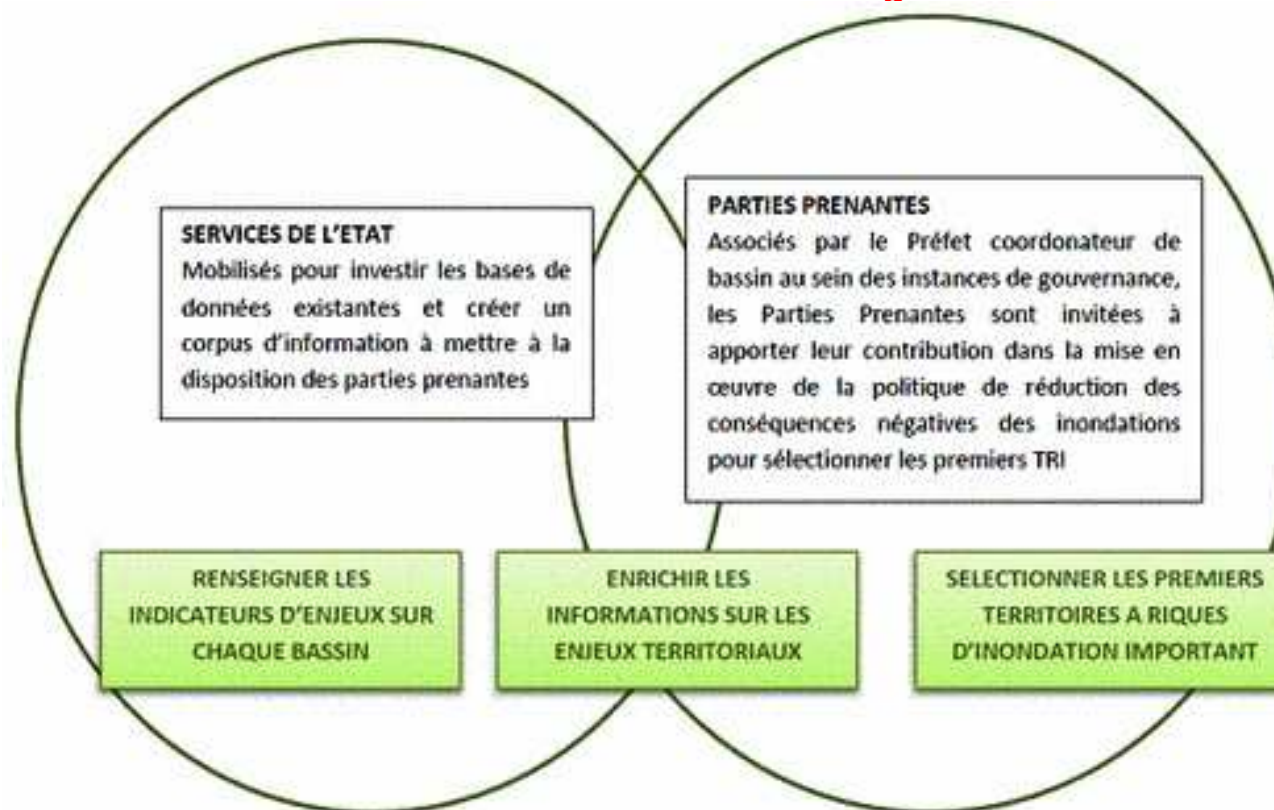 SERVICES DE L'ETAT
Mobilisés pour investir les bases de
données existantes et créer un
corpus d'information à mettre à la
disposition des parties prenantes
PARTIES PRENANTES
Associés par le Préfet coordonateur de
bassin au sein des instances de gouvernance,
les Parties Prenantes sont invitées à
apporter leur contribution dans la mise en
œuvre de la politique de réduction des
conséquences négatives des inondations
pour sélectionner les premiers TRI
RENSEIGNER LES
INDICATEURS D'ENJEUX SUR
CHAQUE BASSIN
ENRICHIR LES
INFORMATIONS SUR LES
ENJEUX TERRITORIAUX
SELECTIONNER LES PREMIERS
TERRITOIRES A RIQUES
D'INONDATION IMPORTANT